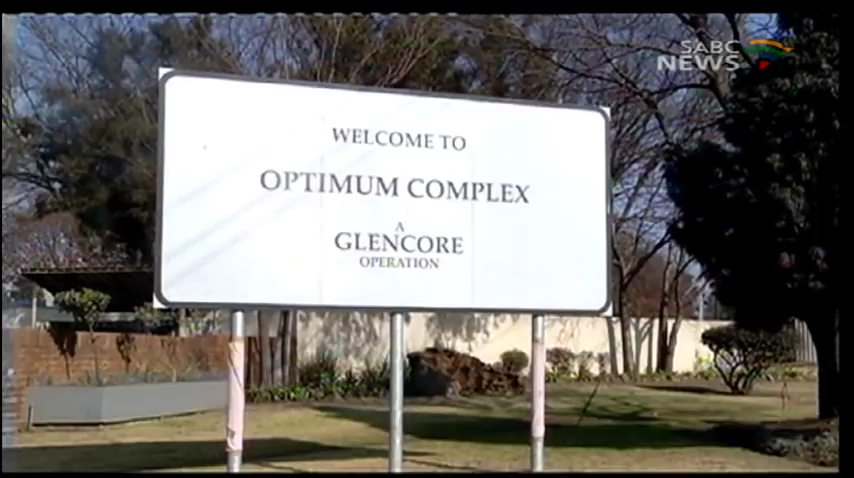 SABC
NEWS
WELCOME TO
OPTIMUM COMPLEX
A
GLENCORE
OPERATION